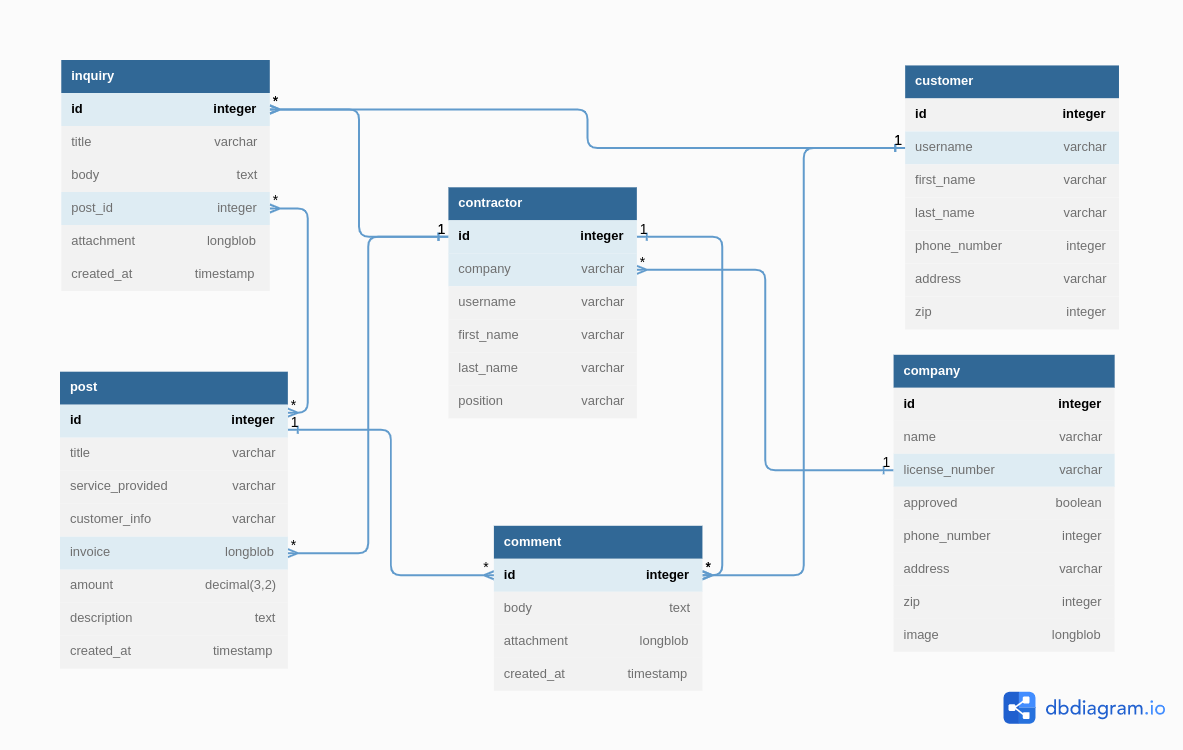 inquiry
id integer
title varchar
body text
post_id integer
attachment longblob
created_at timestamp
*
*
customer
id integer
username varchar
first_name varchar
last_name varchar
phone_number integer
address varchar
zip integer
1
contractor
id integer
company varchar
username varchar
first_name varchar
last_name varchar
position varchar
1
1
*
post
id integer
title varchar
service_provided varchar
customer_info varchar
invoice longblob
amount decimal(3,2)
description text
created_at timestamp
*
1
*
company
id integer
name varchar
license_number varchar
approved boolean
phone_number integer
address varchar
zip integer
image longblob
1
comment
id integer
body text
attachment longblob
created_at timestamp
*
*
dbdiagram.io